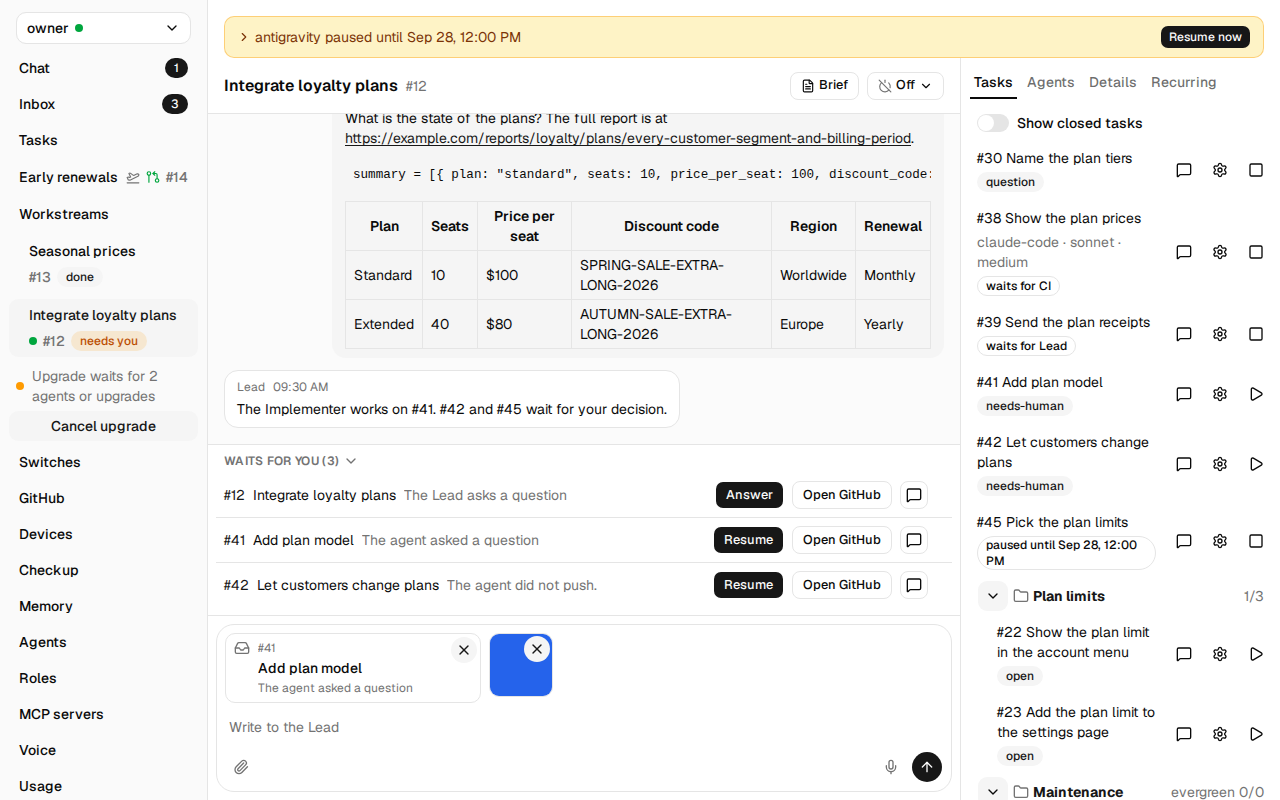 owner
Chat 1
Inbox 3
Tasks
Early renewals #14
Workstreams
Seasonal prices
#13 done
Integrate loyalty plans
#12 needs you
Upgrade waits for 2
agents or upgrades
Cancel upgrade
Switches
GitHub
Devices
Checkup
Memory
Agents
Roles
MCP servers
Voice
Usage
antigravity paused until Sep 28, 12:00 PM
Resume now
Integrate loyalty plans #12
Brief
Off
What is the state of the plans? The full report is at
https://example.com/reports/loyalty/plans/every-customer-segment-and-billing-period.
summary = [{ plan: "standard", seats: 10, price_per_seat: 100, discount_code:
Plan Seats Price per seat Discount code Region Renewal
Standard 10 $100 SPRING-SALE-EXTRA-LONG-2026 Worldwide Monthly
Extended 40 $80 AUTUMN-SALE-EXTRA-LONG-2026 Europe Yearly
Lead 09:30 AM
The Implementer works on #41. #42 and #45 wait for your decision.
WAITS FOR YOU (3)
#12 Integrate loyalty plans The Lead asks a question Answer Open GitHub
#41 Add plan model The agent asked a question Resume Open GitHub
#42 Let customers change plans The agent did not push. Resume Open GitHub
#41
Add plan model
The agent asked a question
Write to the Lead
Tasks Agents Details Recurring
Show closed tasks
#30 Name the plan tiers
question
#38 Show the plan prices
claude-code · sonnet ·
medium
waits for CI
#39 Send the plan receipts
waits for Lead
#41 Add plan model
needs-human
#42 Let customers change
plans
needs-human
#45 Pick the plan limits
paused until Sep 28, 12:00
PM
Plan limits 1/3
#22 Show the plan limit
in the account menu
open
#23 Add the plan limit to
the settings page
open
Maintenance evergreen 0/0